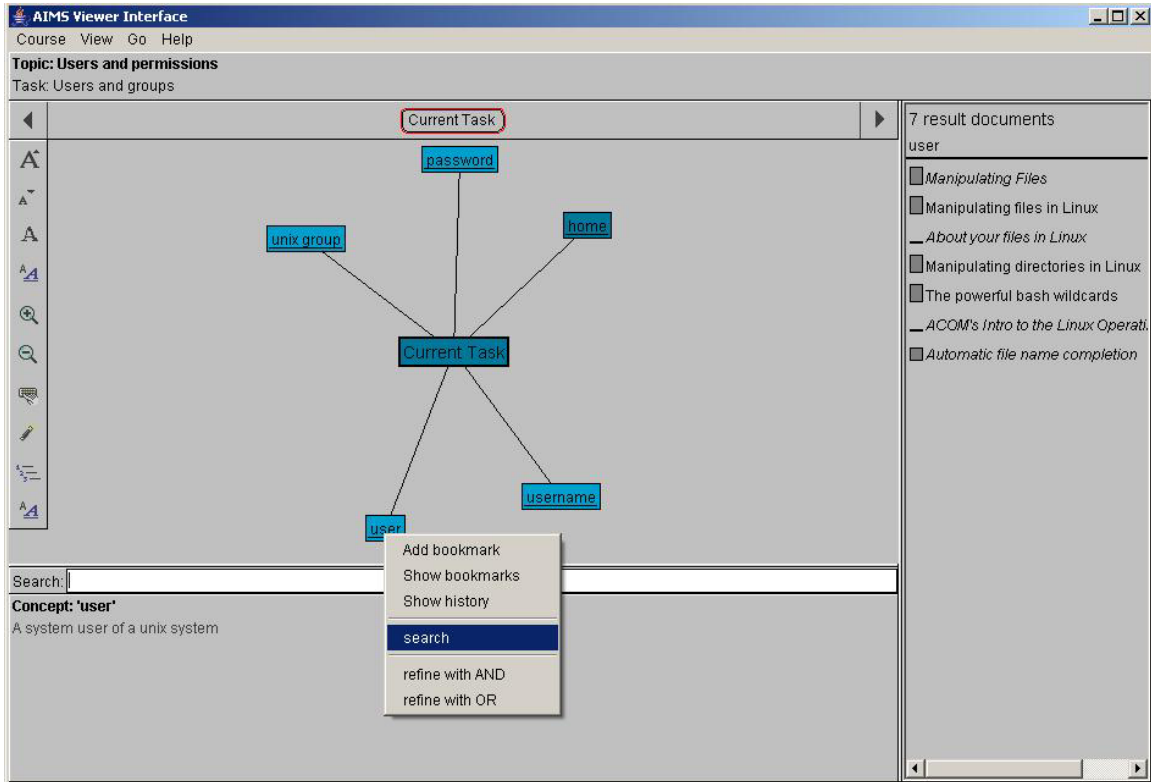 AIMS Viewer Interface
Course View Go Help
Topic: Users and permissions
Task: Users and groups
Current Task
password
home
unix group
Current Task
username
user
Add bookmark
Show bookmarks
Show history
search
refine with AND
refine with OR
Search:
Concept: 'user'
A system user of a unix system
7 result documents
user
Manipulating Files
Manipulating files in Linux
About your files in Linux
Manipulating directories in Linux
The powerful bash wildcards
ACOM's Intro to the Linux Operati.
Automatic file name completion